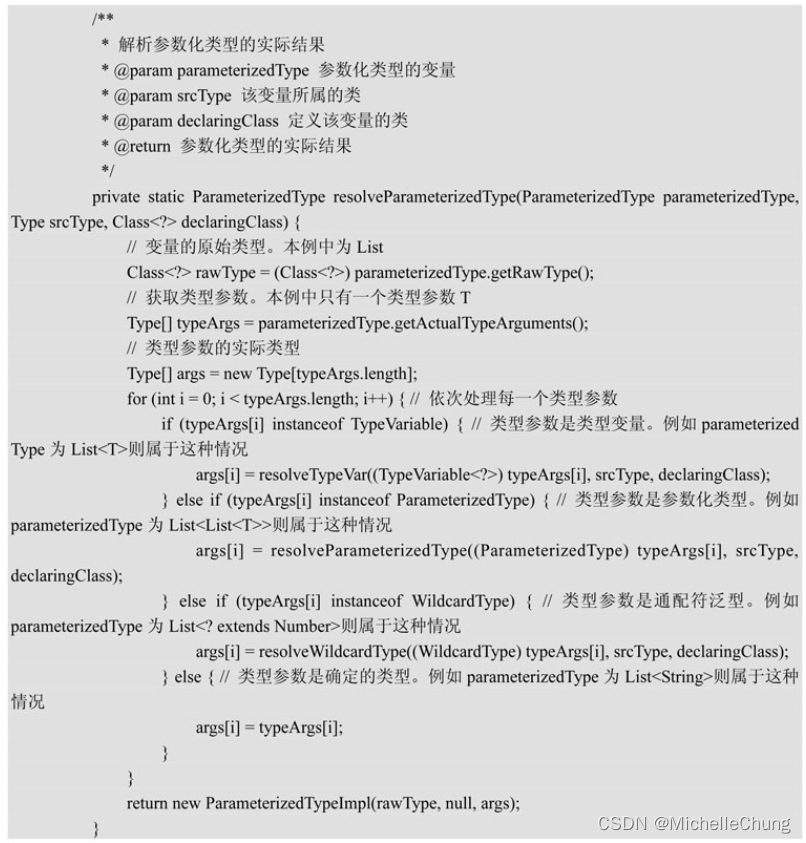 /**
* 解析参数化类型的实际结果
* @param parameterizedType 参数化类型的变量
* @param srcType 该变量所属的类
* @param declaringClass 定义该变量的类
* @return 参数化类型的实际结果
*/
private static ParameterizedType resolveParameterizedType(ParameterizedType parameterizedType,
Type srcType, Class<?> declaringClass) {
// 变量的原始类型。本例中为 List
Class<?> rawType = (Class<?>) parameterizedType.getRawType();
// 获取类型参数。本例中只有一个类型参数 T
Type[] typeArgs = parameterizedType.getActualTypeArguments();
// 类型参数的实际类型
Type[] args = new Type[typeArgs.length];
for (int i = 0; i < typeArgs.length; i++) { // 依次处理每一个类型参数
if (typeArgs[i] instanceof TypeVariable) { // 类型参数是类型变量。例如 parameterized
Type 为 List<T>则属于这种情况
args[i] = resolveTypeVar((TypeVariable<?>) typeArgs[i], srcType, declaringClass);
} else if (typeArgs[i] instanceof ParameterizedType) { // 类型参数是参数化类型。例如
parameterizedType 为 List<List<T>>则属于这种情况
args[i] = resolveParameterizedType((ParameterizedType) typeArgs[i], srcType,
declaringClass);
} else if (typeArgs[i] instanceof WildcardType) { // 类型参数是通配符泛型。例如
parameterizedType 为 List<? extends Number>则属于这种情况
args[i] = resolveWildcardType((WildcardType) typeArgs[i], srcType, declaringClass);
} else { // 类型参数是确定的类型。例如 parameterizedType 为 List<String>则属于这种
情况
args[i] = typeArgs[i];
}
}
return new ParameterizedTypeImpl(rawType, null, args);
}
CSDN @MichelleChung